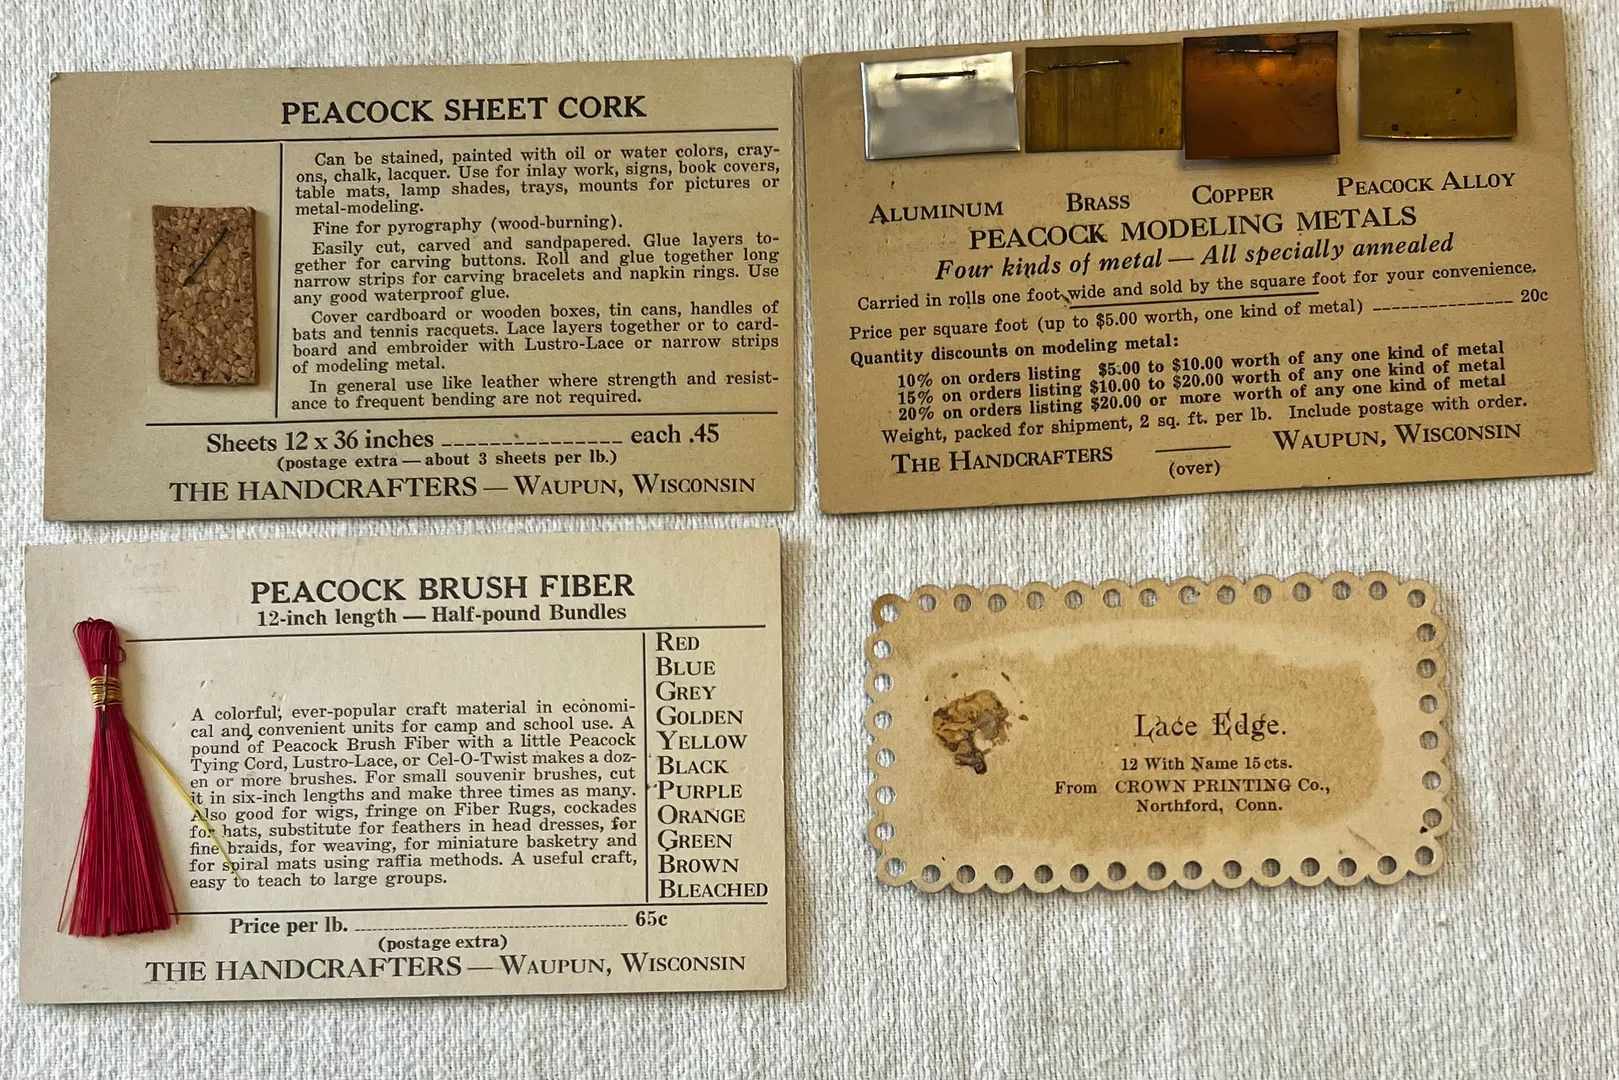 PEACOCK SHEET CORK
Can be stained, painted with oil or water colors, cray-
ons, chalk, lacquer. Use for inlay work, signs, book covers,
table mats, lamp shades, trays, mounts for pictures or
metal-modeling.
Fine for pyrography (wood-burning).
Easily cut, carved and sandpapered. Glue layers to-
gether for carving buttons. Roll and glue together long
narrow strips for carving bracelets and napkin rings. Use
any good waterproof glue.
Cover cardboard or wooden boxes, tin cans, handles of
bats and tennis racquets. Lace layers together or to card-
board and embroider with Lustro-Lace or narrow strips
of modeling metal.
In general use like leather where strength and resist-
ance to frequent bending are not required.
Sheets 12 x 36 inches ______________ each .45
(postage extra — about 3 sheets per lb.)
THE HANDCRAFTERS — WAUPUN, WISCONSIN
ALUMINUM BRASS COPPER PEACOCK ALLOY
PEACOCK MODELING METALS
Four kinds of metal — All specially annealed
Carried in rolls one foot wide and sold by the square foot for your convenience.
Price per square foot (up to $5.00 worth, one kind of metal) ______________ 20c
Quantity discounts on modeling metal:
10% on orders listing $5.00 to $10.00 worth of any one kind of metal
15% on orders listing $10.00 to $20.00 worth of any one kind of metal
20% on orders listing $20.00 or more worth of any one kind of metal
Weight, packed for shipment, 2 sq. ft. per lb. Include postage with order.
THE HANDCRAFTERS ——— WAUPUN, WISCONSIN
(over)
PEACOCK BRUSH FIBER
12-inch length — Half-pound Bundles
A colorful, ever-popular craft material in economi-
cal and convenient units for camp and school use. A
pound of Peacock Brush Fiber with a little Peacock
Tying Cord, Lustro-Lace, or Cel-O-Twist makes a doz-
en or more brushes. For small souvenir brushes, cut
it in six-inch lengths and make three times as many.
Also good for wigs, fringe on Fiber Rugs, cockades
for hats, substitute for feathers in head dresses, for
fine braids, for weaving, for miniature basketry and
for spiral mats using raffia methods. A useful craft,
easy to teach to large groups.
RED
BLUE
GREY
GOLDEN
YELLOW
BLACK
PURPLE
ORANGE
GREEN
BROWN
BLEACHED
Price per lb. ______________ 65c
(postage extra)
THE HANDCRAFTERS — WAUPUN, WISCONSIN
Lace Edge.
12 With Name 15 cts.
From CROWN PRINTING Co.,
Northford, Conn.